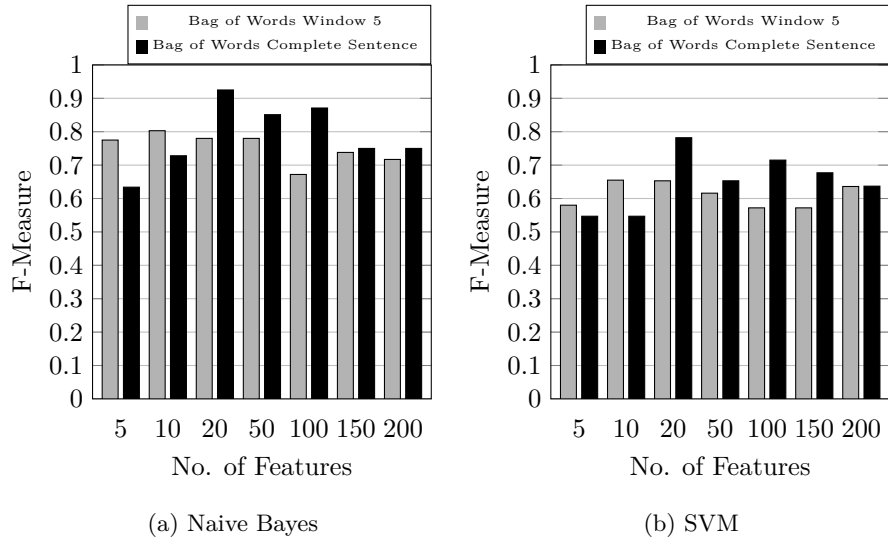 Bag of Words Window 5
Bag of Words Complete Sentence
1
0.9
0.8
0.7
0.6
0.5
0.4
0.3
0.2
0.1
0
F-Measure
5 10 20 50 100 150 200
No. of Features
(a) Naive Bayes
Bag of Words Window 5
Bag of Words Complete Sentence
1
0.9
0.8
0.7
0.6
0.5
0.4
0.3
0.2
0.1
0
F-Measure
5 10 20 50 100 150 200
No. of Features
(b) SVM